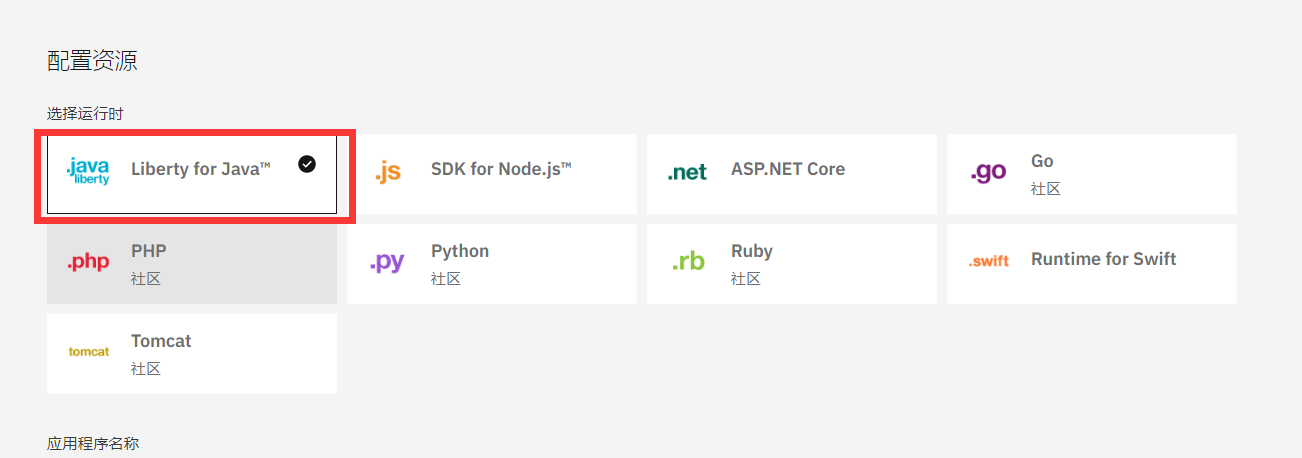 配置资源
选择运行时
.java liberty Liberty for Java™
.js SDK for Node.js™
.net ASP.NET Core
.go Go
社区
.php PHP
社区
.py Python
社区
.rb Ruby
社区
.swift Runtime for Swift
tomcat Tomcat
社区
应用程序名称